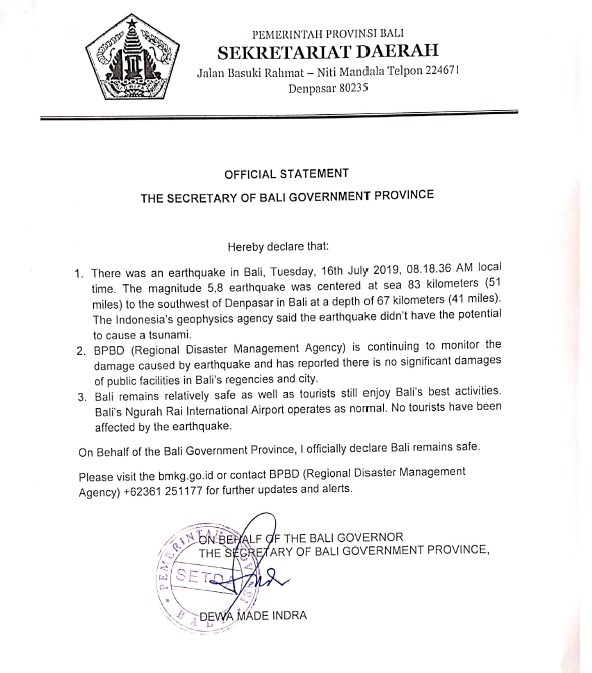 PEMERINTAH PROVINSI BALI
SEKRETARIAT DAERAH
Jalan Basuki Rahmat – Niti Mandala Telpon 224671
Denpasar 80235
OFFICIAL STATEMENT
THE SECRETARY OF BALI GOVERNMENT PROVINCE
Hereby declare that:
1. There was an earthquake in Bali, Tuesday, 16th July 2019, 08.18.36 AM local
time. The magnitude 5,8 earthquake was centered at sea 83 kilometers (51
miles) to the southwest of Denpasar in Bali at a depth of 67 kilometers (41 miles).
The Indonesia's geophysics agency said the earthquake didn't have the potential
to cause a tsunami.
2. BPBD (Regional Disaster Management Agency) is continuing to monitor the
damage caused by earthquake and has reported there is no significant damages
of public facilities in Bali's regencies and city.
3. Bali remains relatively safe as well as tourists still enjoy Bali's best activities.
Bali's Ngurah Rai International Airport operates as normal. No tourists have been
affected by the earthquake.
On Behalf of the Bali Government Province, I officially declare Bali remains safe.
Please visit the bmkg.go.id or contact BPBD (Regional Disaster Management
Agency) +62361 251177 for further updates and alerts.
ON BEHALF OF THE BALI GOVERNOR
THE SECRETARY OF BALI GOVERNMENT PROVINCE,
DEWA MADE INDRA
BALI